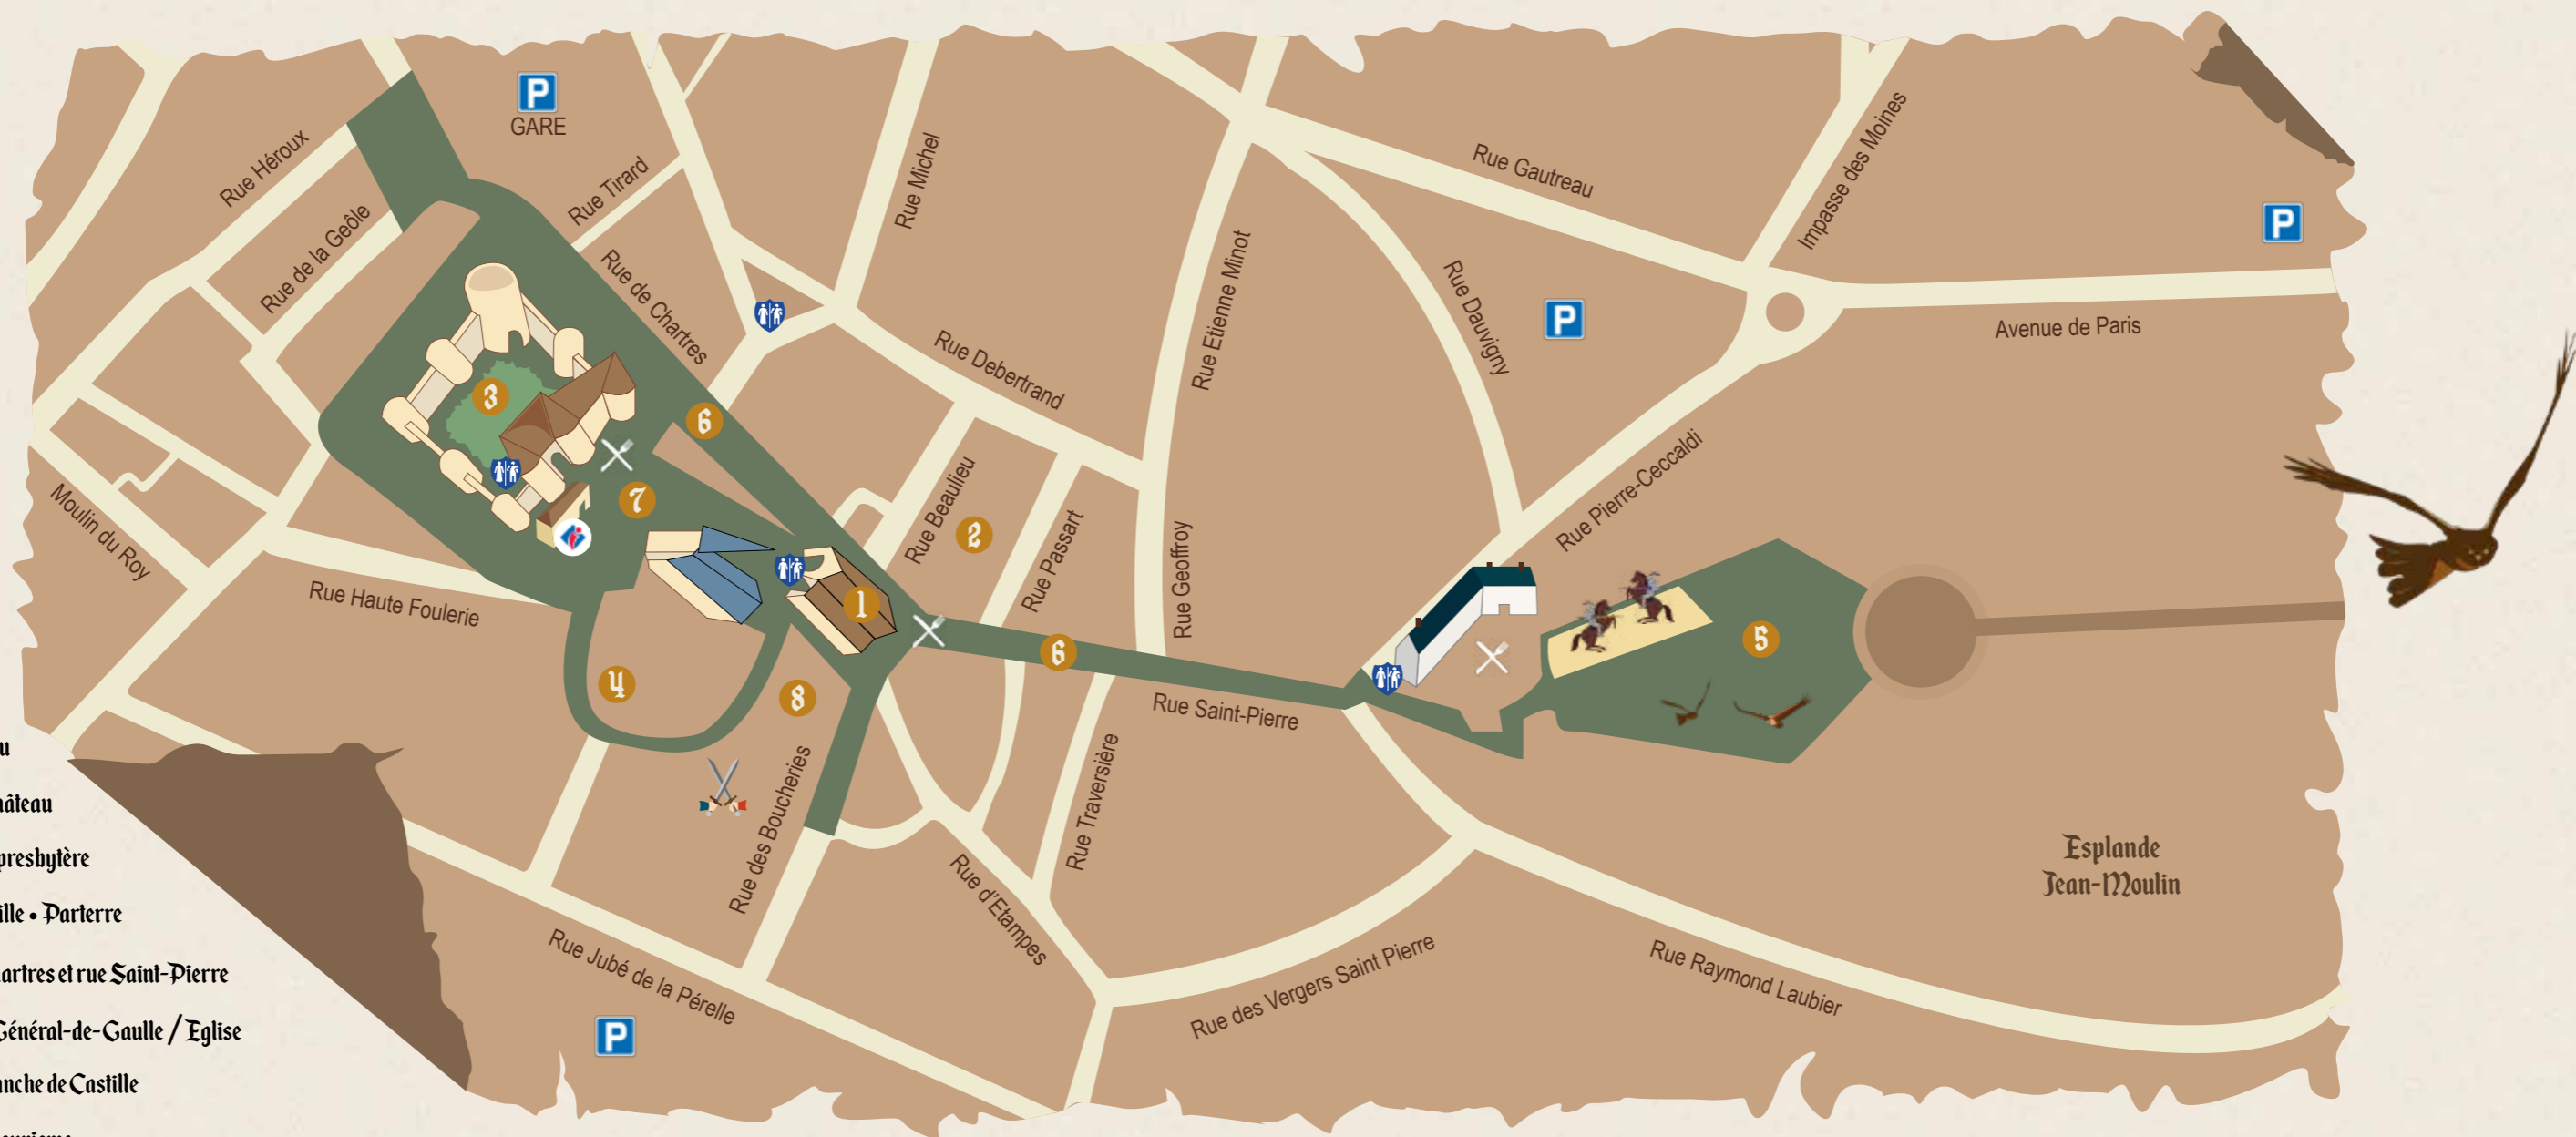 P
GARE
Rue Héroux
Rue de la Geôle
Rue Tirard
Rue de Chartres
Rue Michel
Rue Gautreau
Impasse des Moines
P
Rue Etienne Minot
Rue Dauvigny
P
Avenue de Paris
Rue Debertrand
3
6
7
Rue Beaulieu
2
Rue Passart
Rue Geoffroy
Rue Pierre-Ceccaldi
Moulin du Roy
Rue Haute Foulerie
1
6
5
4
8
Rue Saint-Pierre
Rue des Boucheries
Rue Traversière
Rue d'Etampes
Esplande
Jean-Moulin
Rue Jubé de la Pérelle
Rue des Vergers Saint Pierre
Rue Raymond Laubier
P
u
hâteau
presbytère
ille • Parterre
artres et rue Saint-Pierre
Général-de-Gaulle / Eglise
anche de Castille